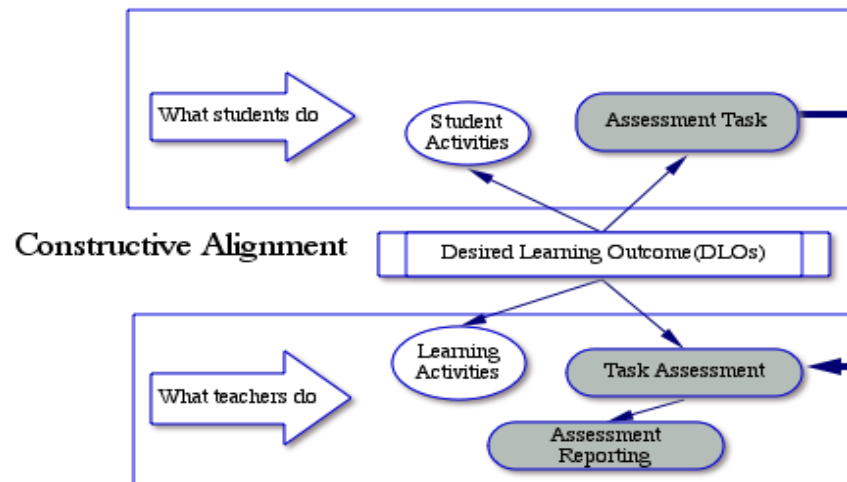 What students do
Student
Activities
Assessment Task
Constructive Alignment
Desired Learning Outcome(DLOs)
What teachers do
Learning
Activities
Task Assessment
Assessment
Reporting